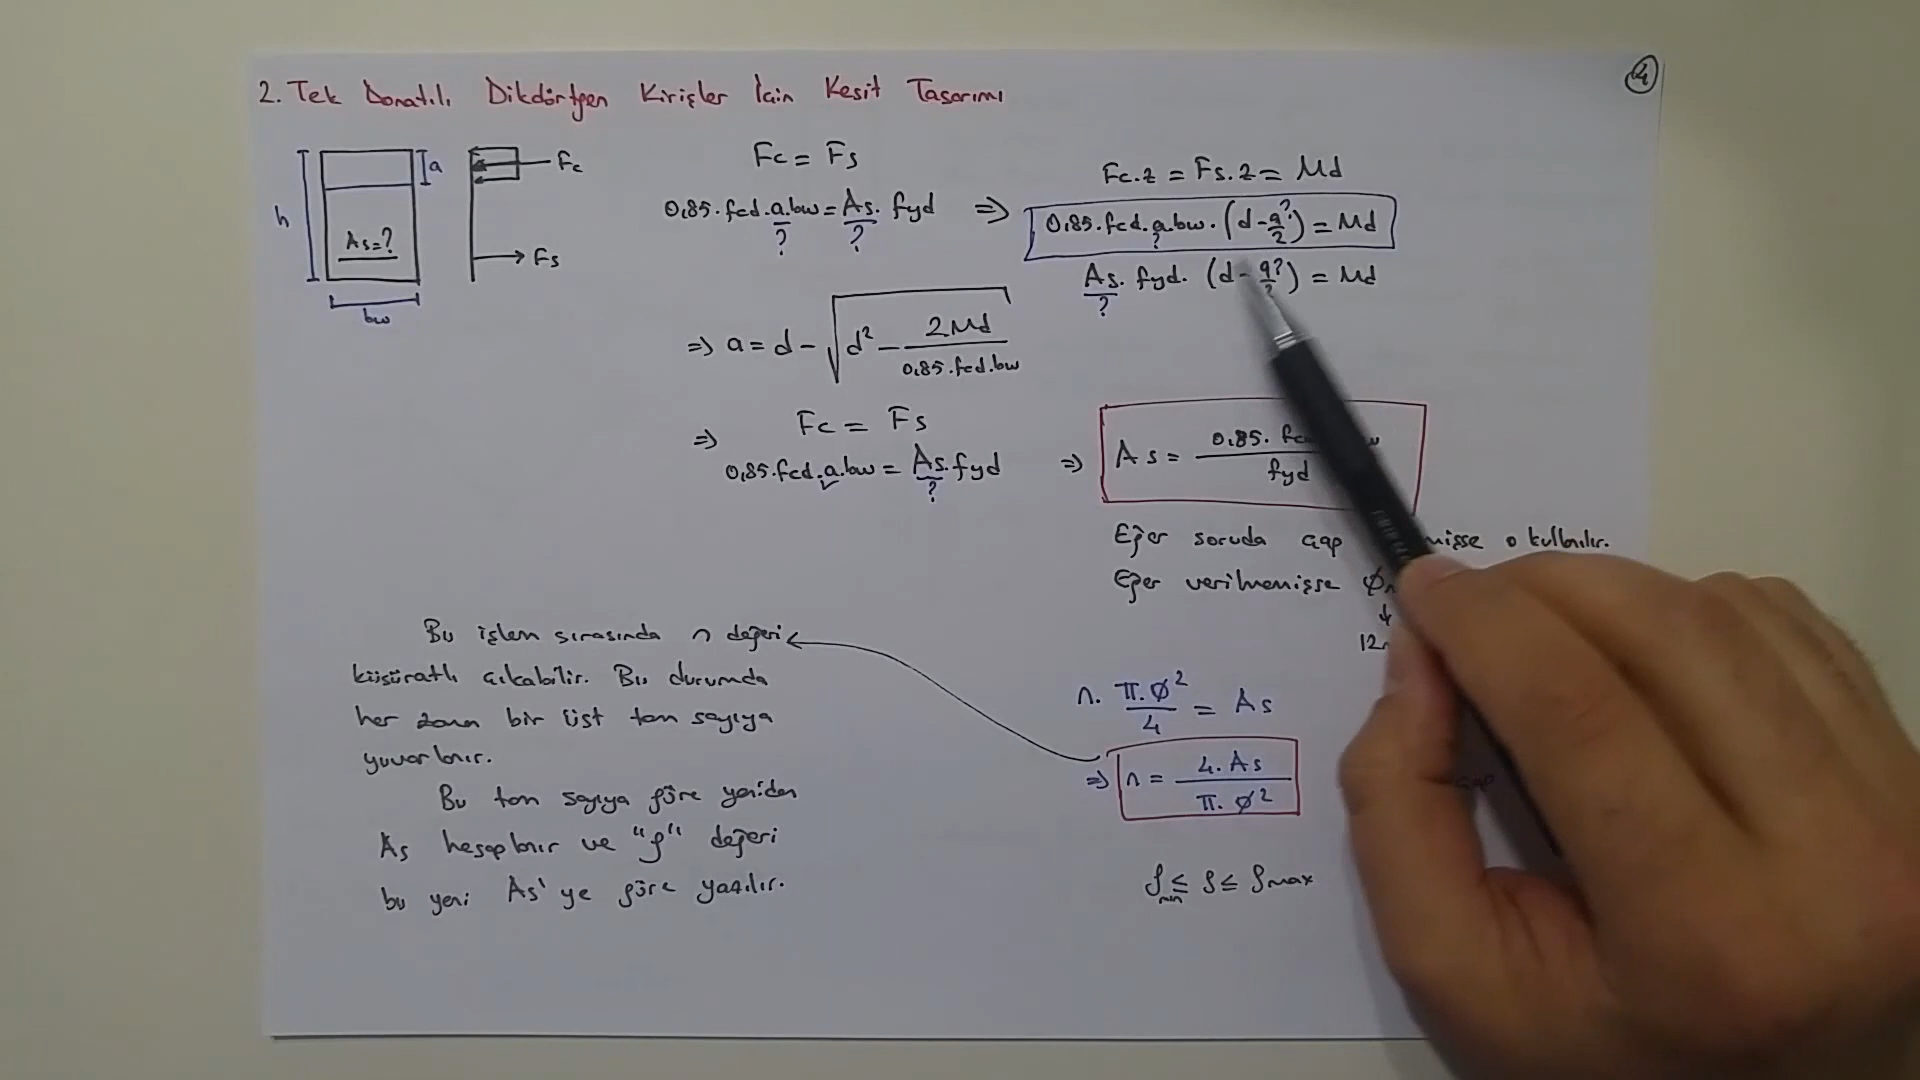 4
2. Tek Donatılı Dikdörtgen Kirişler İçin Kesit Tasarımı
h
a
As=?
bw
Fc
Fs
Fc = Fs
0,85.fcd.a.bw = As.fyd
? ?
⇒
Fc.z = Fs.z = Md
0,85.fcd.a.bw.(d-a/2) = Md
? ?
As.fyd.(d-a/2) = Md
? ?
⇒ a = d - √(d² - 2Md / 0,85.fcd.bw)
⇒ Fc = Fs
0,85.fcd.a.bw = As.fyd
✓ ?
⇒ As = 0,85. / fyd
Eğer soruda çap o kullanılır.
Eğer verilmemişse Ø
↓
12
Bu işlem sırasında n değeri
küsüratlı çıkabilir. Bu durumda
her zaman bir üst tam sayıya
yuvarlanır.
Bu tam sayıya göre yeniden
As hesaplanır ve "ρ" değeri
bu yeni As'ye göre yazılır.
n. π.Ø²/4 = As
⇒ n = 4.As / π.Ø²
ρmin ≤ ρ ≤ ρmax